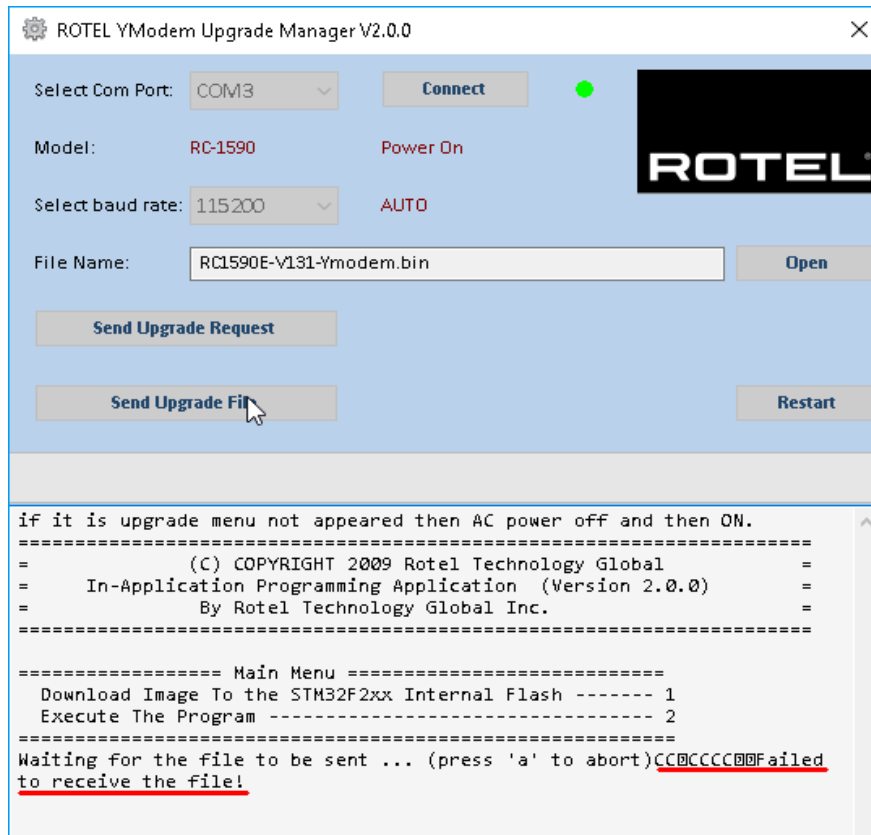 ROTEL YModem Upgrade Manager V2.0.0
Select Com Port: COM3 Connect
Model: RC-1590 Power On
ROTEL
Select baud rate: 115200 AUTO
File Name: RC1590E-V131-Ymodem.bin Open
Send Upgrade Request
Send Upgrade File Restart
if it is upgrade menu not appeared then AC power off and then ON.
======================================================================
= (C) COPYRIGHT 2009 Rotel Technology Global =
= In-Application Programming Application (Version 2.0.0) =
= By Rotel Technology Global Inc. =
======================================================================
================== Main Menu ============================
Download Image To the STM32F2xx Internal Flash ------- 1
Execute The Program ---------------------------------- 2
==========================================================
Waiting for the file to be sent ... (press 'a' to abort)CC␀CCCC␀␀Failed
to receive the file!